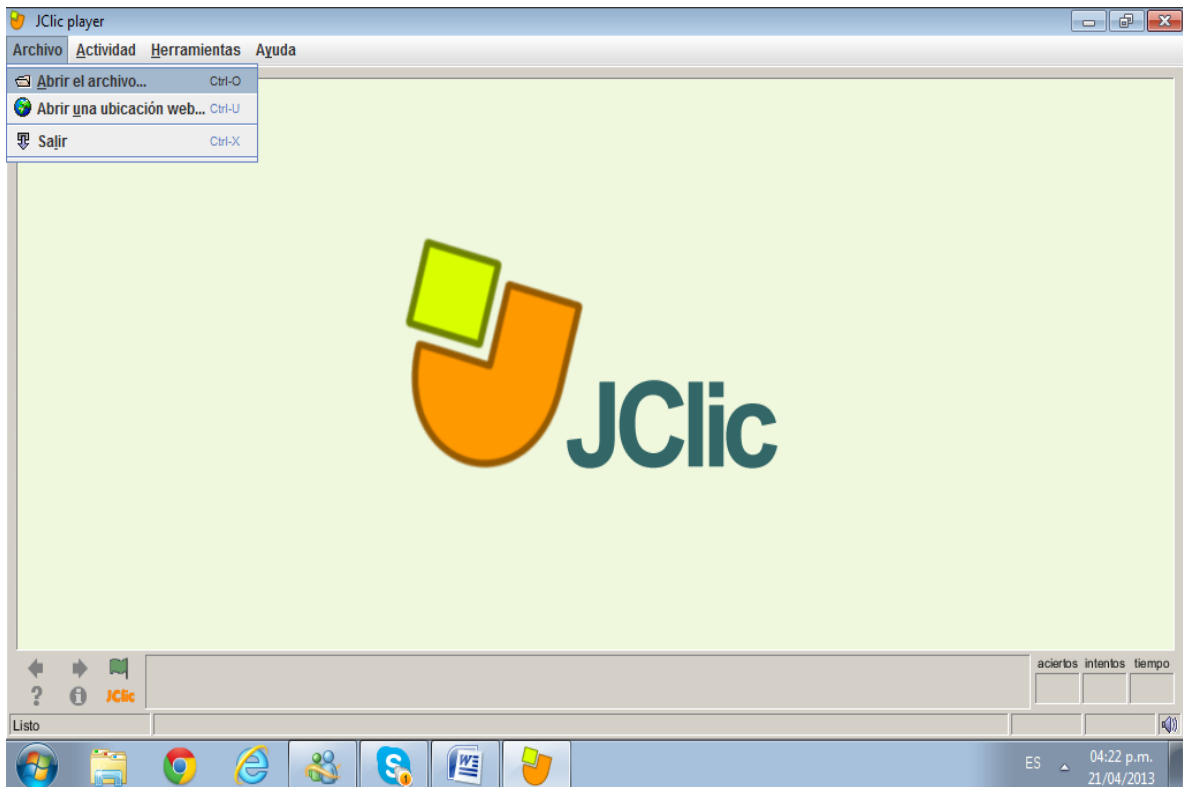 JClic player
Archivo Actividad Herramientas Ayuda
Abrir el archivo... Ctrl-O
Abrir una ubicación web... Ctrl-U
Salir Ctrl-X
JClic
aciertos intentos tiempo
? i JClic
Listo
ES 04:22 p.m.
21/04/2013